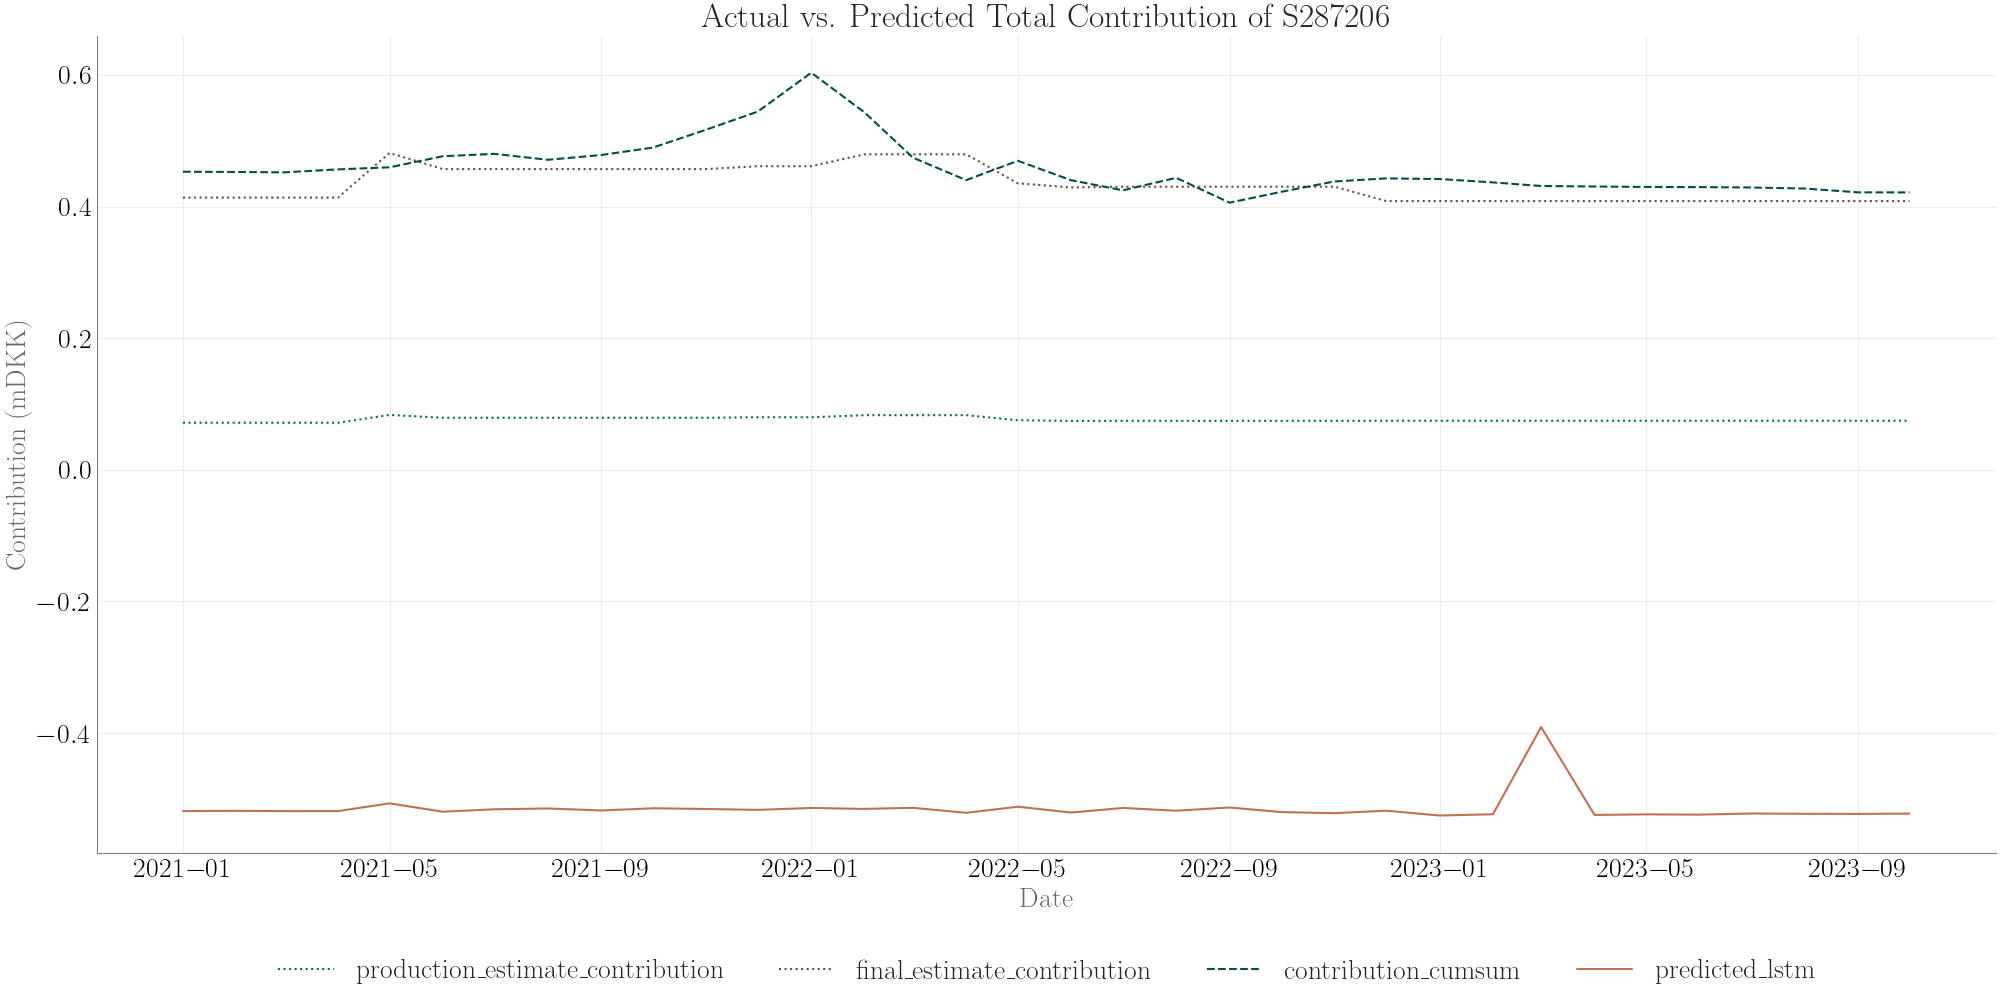 Actual vs. Predicted Total Contribution of S287206
Contribution (mDKK)
0.6
0.4
0.2
0.0
−0.2
−0.4
2021−01 2021−05 2021−09 2022−01 2022−05 2022−09 2023−01 2023−05 2023−09
Date
production_estimate_contribution final_estimate_contribution contribution_cumsum predicted_lstm